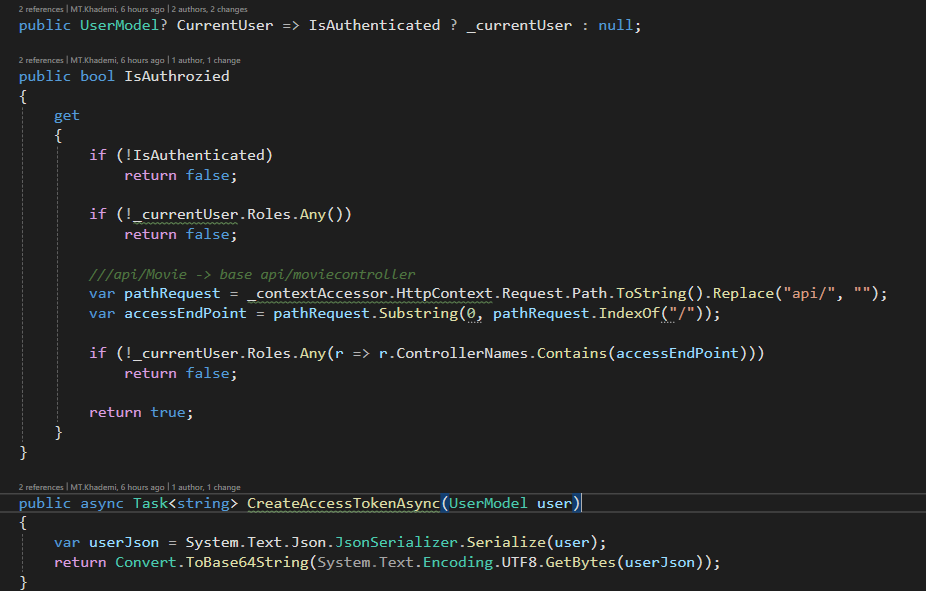 2 references | MT.Khademi, 6 hours ago | 2 authors, 2 changes
public UserModel? CurrentUser => IsAuthenticated ? _currentUser : null;
2 references | MT.Khademi, 6 hours ago | 1 author, 1 change
public bool IsAuthrozied
{
get
{
if (!IsAuthenticated)
return false;
if (!_currentUser.Roles.Any())
return false;
///api/Movie -> base api/moviecontroller
var pathRequest = _contextAccessor.HttpContext.Request.Path.ToString().Replace("api/", "");
var accessEndPoint = pathRequest.Substring(0, pathRequest.IndexOf("/"));
if (!_currentUser.Roles.Any(r => r.ControllerNames.Contains(accessEndPoint)))
return false;
return true;
}
}
2 references | MT.Khademi, 6 hours ago | 1 author, 1 change
public async Task<string> CreateAccessTokenAsync(UserModel user)
{
var userJson = System.Text.Json.JsonSerializer.Serialize(user);
return Convert.ToBase64String(System.Text.Encoding.UTF8.GetBytes(userJson));
}